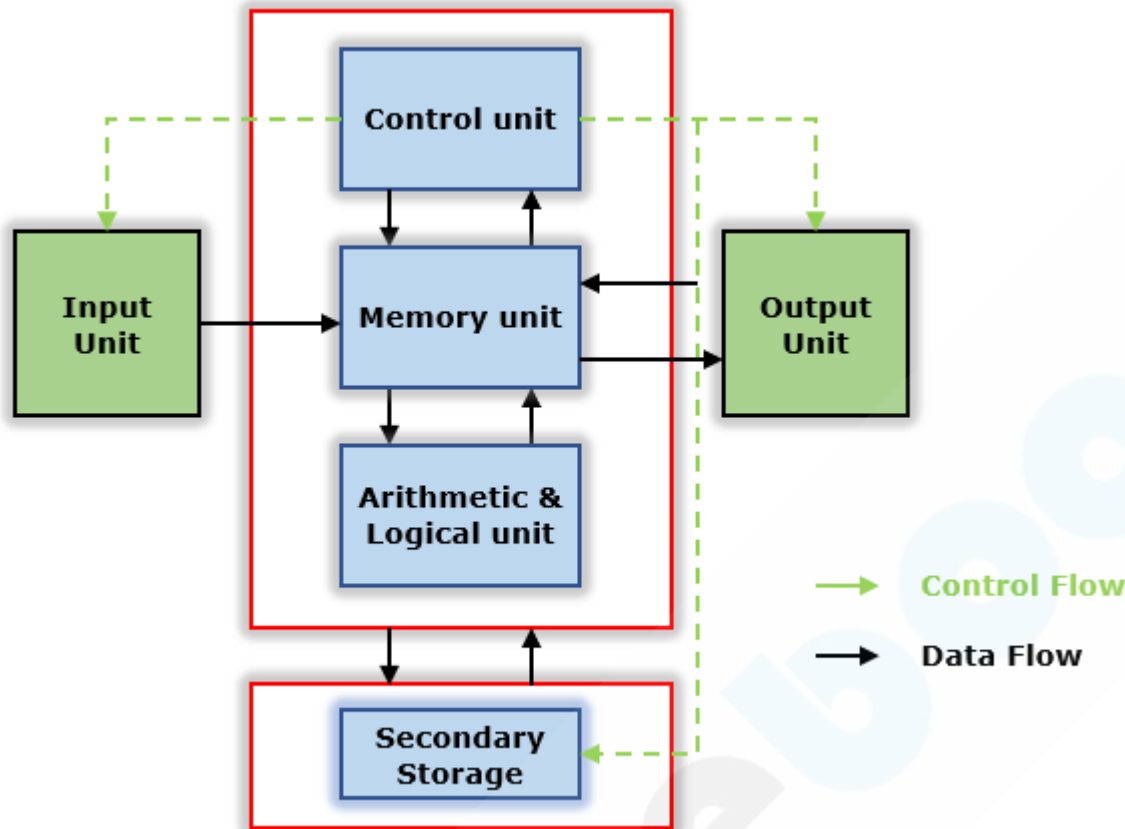 Control unit
Input
Unit
Memory unit
Output
Unit
Arithmetic &
Logical unit
Control Flow
Data Flow
Secondary
Storage